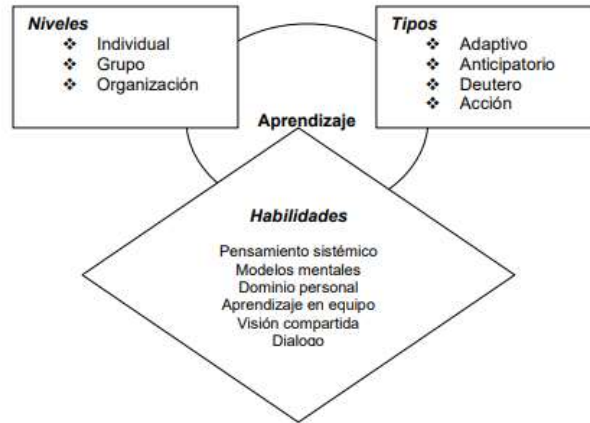 Niveles
❖ Individual
❖ Grupo
❖ Organización
Tipos
❖ Adaptivo
❖ Anticipatorio
❖ Deutero
❖ Acción
Aprendizaje
Habilidades
Pensamiento sistémico
Modelos mentales
Dominio personal
Aprendizaje en equipo
Visión compartida
Dialogo